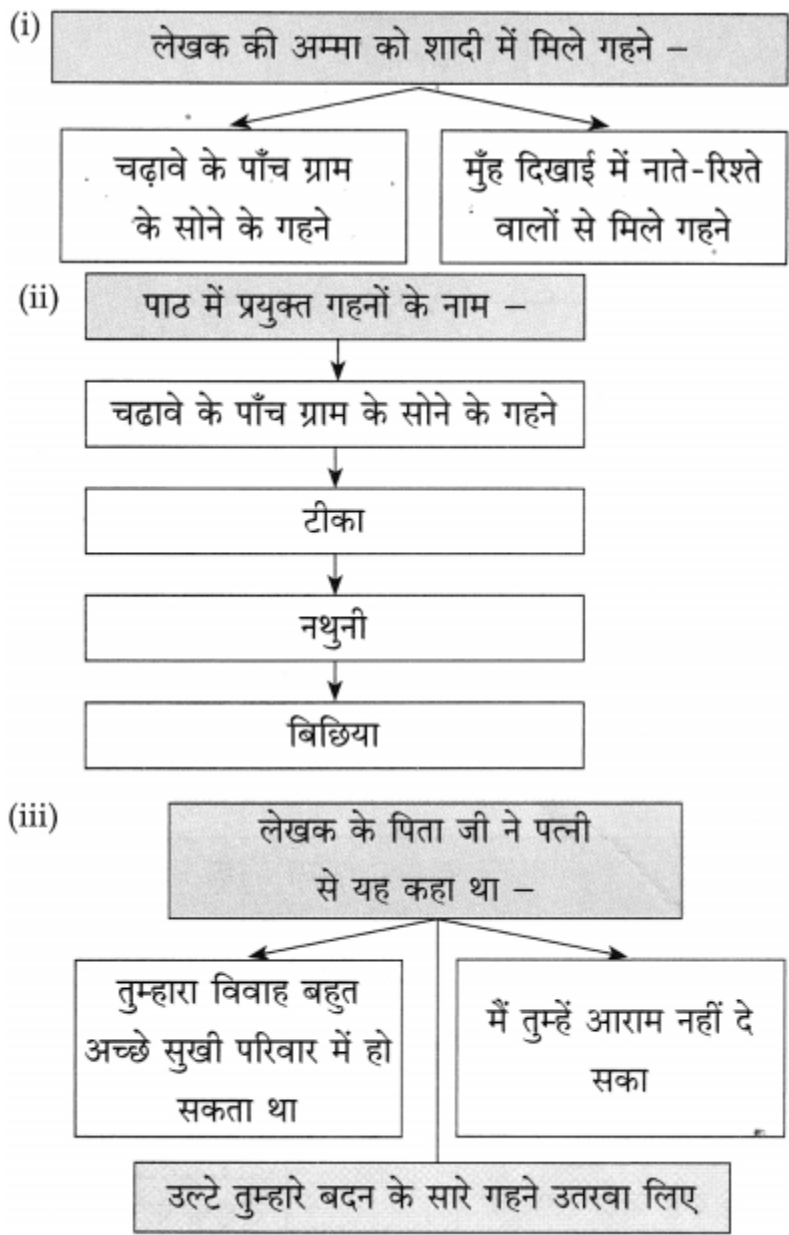 (i)
लेखक की अम्मा को शादी में मिले गहने –
चढ़ावे के पाँच ग्राम
के सोने के गहने
मुँह दिखाई में नाते-रिश्ते
वालों से मिले गहने
(ii)
पाठ में प्रयुक्त गहनों के नाम –
चढावे के पाँच ग्राम के सोने के गहने
टीका
नथुनी
बिछिया
(iii)
लेखक के पिता जी ने पत्नी
से यह कहा था –
तुम्हारा विवाह बहुत
अच्छे सुखी परिवार में हो
सकता था
मैं तुम्हें आराम नहीं दे
सका
उल्टे तुम्हारे बदन के सारे गहने उतरवा लिए